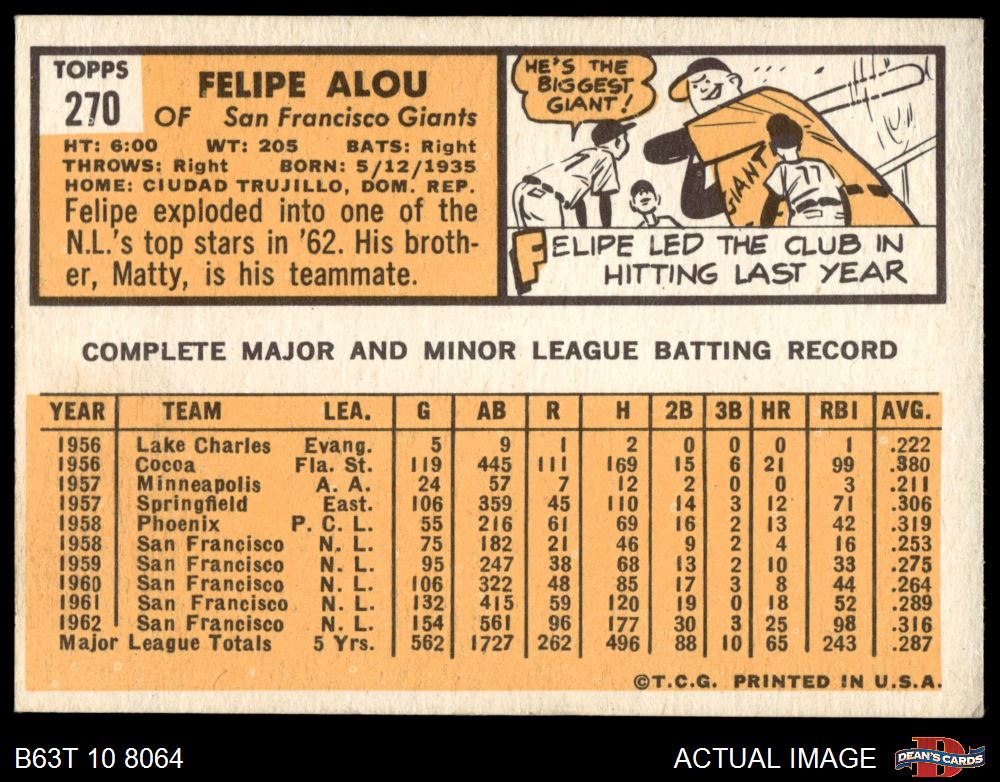 TOPPS
270
FELIPE ALOU
OF San Francisco Giants
HT: 6:00 WT: 205 BATS: Right
THROWS: Right BORN: 5/12/1935
HOME: CIUDAD TRUJILLO, DOM. REP.
Felipe exploded into one of the
N.L.'s top stars in '62. His broth-
er, Matty, is his teammate.
HE'S THE
BIGGEST
GIANT!
GIANT
FELIPE LED THE CLUB IN
HITTING LAST YEAR
COMPLETE MAJOR AND MINOR LEAGUE BATTING RECORD
YEAR TEAM LEA. G AB R H 2B 3B HR RBI AVG.
1956 Lake Charles Evang. 5 9 1 2 0 0 0 1 .222
1956 Cocoa Fla. St. 119 445 111 169 15 6 21 99 .380
1957 Minneapolis A. A. 24 57 7 12 2 0 0 3 .211
1957 Springfield East. 106 359 45 110 14 3 12 71 .306
1958 Phoenix P. C. L. 55 216 61 69 16 2 13 42 .319
1958 San Francisco N. L. 75 182 21 46 9 2 4 16 .253
1959 San Francisco N. L. 95 247 38 68 13 2 10 33 .275
1960 San Francisco N. L. 106 322 48 85 17 3 8 44 .264
1961 San Francisco N. L. 132 415 59 120 19 0 18 52 .289
1962 San Francisco N. L. 154 561 96 177 30 3 25 98 .316
Major League Totals 5 Yrs. 562 1727 262 496 88 10 65 243 .287
©T.C.G. PRINTED IN U.S.A.
B63T 10 8064
ACTUAL IMAGE
D
DEAN'S CARDS